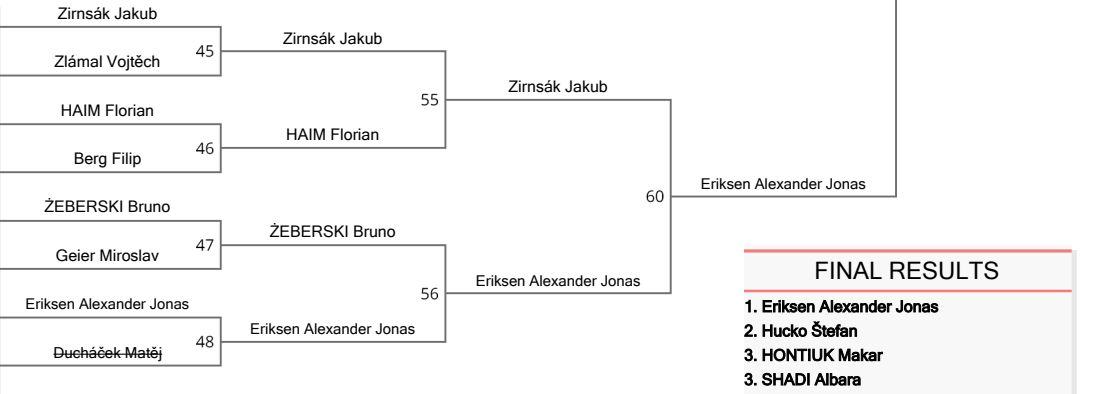 Zirnsák Jakub
45
Zlámal Vojtěch
Zirnsák Jakub
HAIM Florian
46
Berg Filip
HAIM Florian
55
Zirnsák Jakub
ŻEBERSKI Bruno
47
Geier Miroslav
ŻEBERSKI Bruno
Eriksen Alexander Jonas
48
Ducháček Matěj
Eriksen Alexander Jonas
56
Eriksen Alexander Jonas
60
Eriksen Alexander Jonas
FINAL RESULTS
1. Eriksen Alexander Jonas
2. Hucko Štefan
3. HONTIUK Makar
3. SHADI Albara